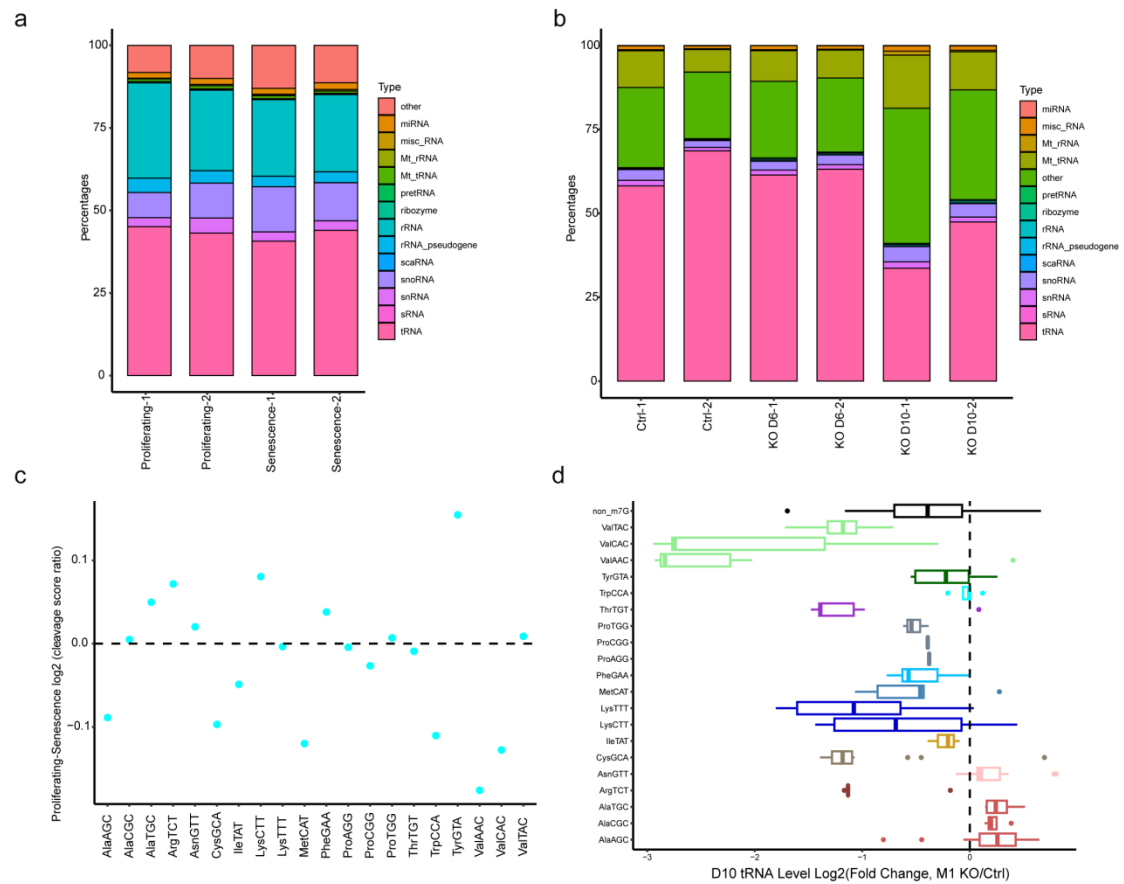 a
100
75
50
25
0
Percentages
Proliferating-1
Proliferating-2
Senescence-1
Senescence-2
Type
other
miRNA
misc_RNA
Mt_rRNA
Mt_tRNA
pretRNA
ribozyme
rRNA
rRNA_pseudogene
scaRNA
snoRNA
snRNA
sRNA
tRNA
b
100
75
50
25
0
Percentages
Ctrl-1
Ctrl-2
KO D6-1
KO D6-2
KO D10-1
KO D10-2
Type
miRNA
misc_RNA
Mt_rRNA
Mt_tRNA
other
pretRNA
ribozyme
rRNA
rRNA_pseudogene
scaRNA
snoRNA
snRNA
sRNA
tRNA
c
Proliferating-Senescence log2 (cleavage score ratio)
0.1
0.0
−0.1
AlaAGC
AlaCGC
AlaTGC
ArgTCT
AsnGTT
CysGCA
IleTAT
LysCTT
LysTTT
MetCAT
PheGAA
ProAGG
ProCGG
ProTGG
ThrTGT
TrpCCA
TyrGTA
ValAAC
ValCAC
ValTAC
d
non_m7G
ValTAC
ValCAC
ValAAC
TyrGTA
TrpCCA
ThrTGT
ProTGG
ProCGG
ProAGG
PheGAA
MetCAT
LysTTT
LysCTT
IleTAT
CysGCA
AsnGTT
ArgTCT
AlaTGC
AlaCGC
AlaAGC
−3
−2
−1
0
D10 tRNA Level Log2(Fold Change, M1 KO/Ctrl)